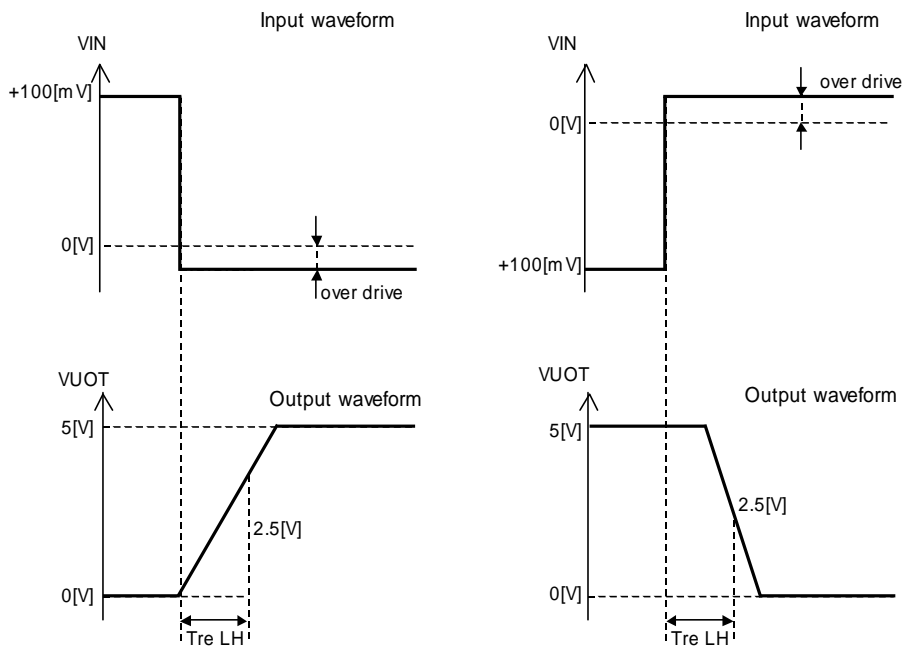 Input waveform
VIN
+100[mV]
0[V]
over drive
Input waveform
VIN
over drive
0[V]
+100[mV]
VUOT
Output waveform
5[V]
2.5[V]
0[V]
Tre LH
VUOT
Output waveform
5[V]
2.5[V]
0[V]
Tre LH